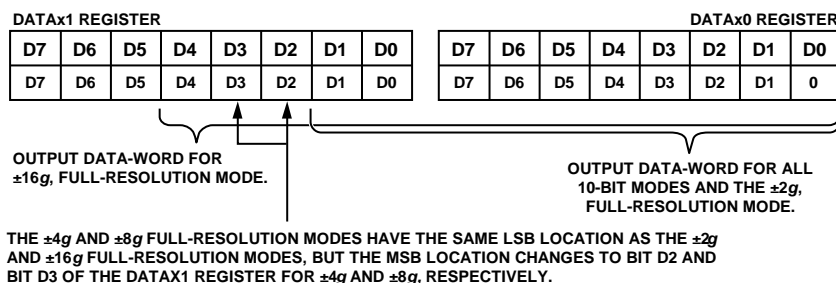 DATAx1 REGISTER
DATAx0 REGISTER
D7 D6 D5 D4 D3 D2 D1 D0
D7 D6 D5 D4 D3 D2 D1 D0
D7 D6 D5 D4 D3 D2 D1 D0
D7 D6 D5 D4 D3 D2 D1 0
OUTPUT DATA-WORD FOR
±16g, FULL-RESOLUTION MODE.
OUTPUT DATA-WORD FOR ALL
10-BIT MODES AND THE ±2g,
FULL-RESOLUTION MODE.
THE ±4g AND ±8g FULL-RESOLUTION MODES HAVE THE SAME LSB LOCATION AS THE ±2g
AND ±16g FULL-RESOLUTION MODES, BUT THE MSB LOCATION CHANGES TO BIT D2 AND
BIT D3 OF THE DATAX1 REGISTER FOR ±4g AND ±8g, RESPECTIVELY.